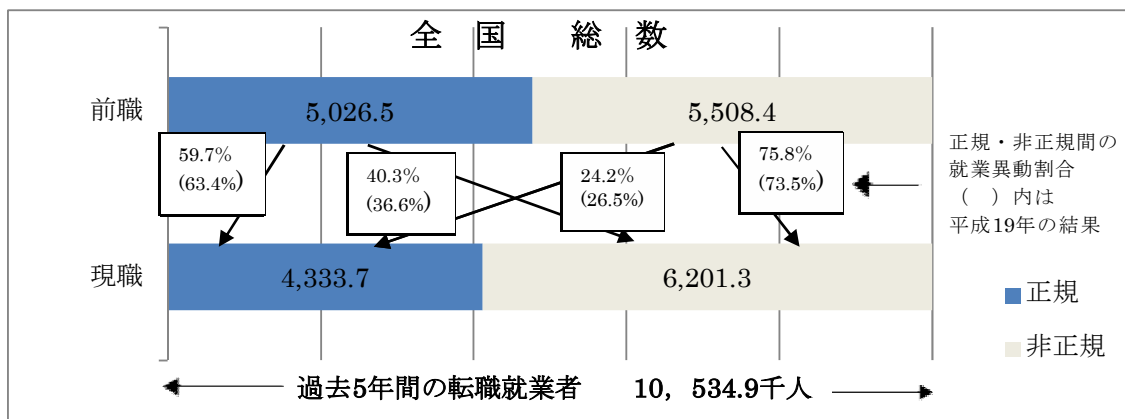 全国 総数
前職
5,026.5
5,508.4
59.7%
(63.4%)
40.3%
(36.6%)
24.2%
(26.5%)
75.8%
(73.5%)
正規・非正規間の
就業異動割合
（　）内は
平成19年の結果
現職
4,333.7
6,201.3
正規
非正規
過去5年間の転職就業者　10，534.9千人